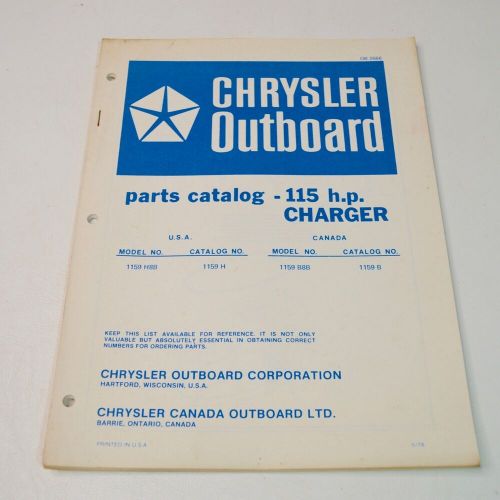 CHRYSLER
Outboard
parts catalog - 115 h.p.
CHARGER
U.S.A. CANADA
MODEL NO. CATALOG NO. MODEL NO. CATALOG NO.
1159 H8B 1159 H 1159 B8B 1159 B
KEEP THIS LIST AVAILABLE FOR REFERENCE. IT IS NOT ONLY
VALUABLE BUT ABSOLUTELY ESSENTIAL IN OBTAINING CORRECT
NUMBERS FOR ORDERING PARTS.
CHRYSLER OUTBOARD CORPORATION
HARTFORD, WISCONSIN, U.S.A.
CHRYSLER CANADA OUTBOARD LTD.
BARRIE, ONTARIO, CANADA
PRINTED IN U.S.A.